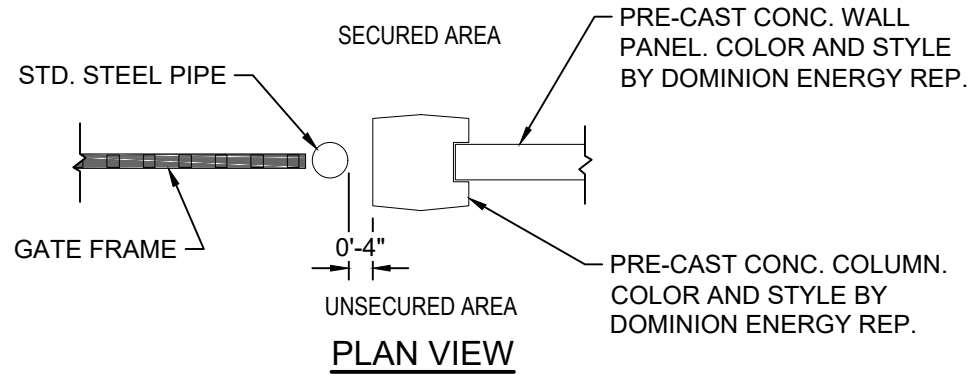 SECURED AREA
PRE-CAST CONC. WALL
PANEL. COLOR AND STYLE
BY DOMINION ENERGY REP.
STD. STEEL PIPE
GATE FRAME
0'-4"
UNSECURED AREA
PRE-CAST CONC. COLUMN.
COLOR AND STYLE BY
DOMINION ENERGY REP.
PLAN VIEW